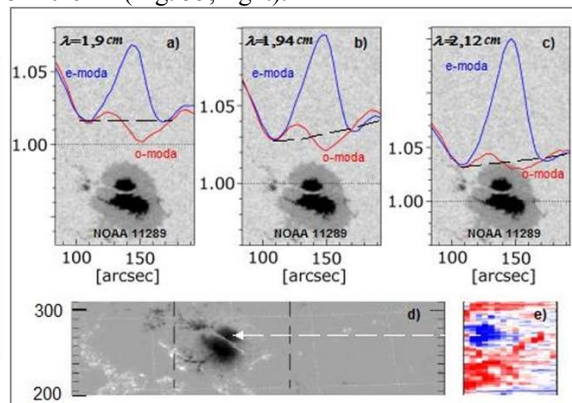 λ=1,9 cm a)
e-moda
1.05
o-moda
1.00
NOAA 11289
100 150
[arcsec]
λ=1,94 cm b)
e-moda
1.05
o-moda
1.00
NOAA 11289
100 150
[arcsec]
λ=2,12 cm c)
e-moda
1.05
o-moda
1.00
NOAA 11289
100 150
[arcsec]
300
200
d)
e)